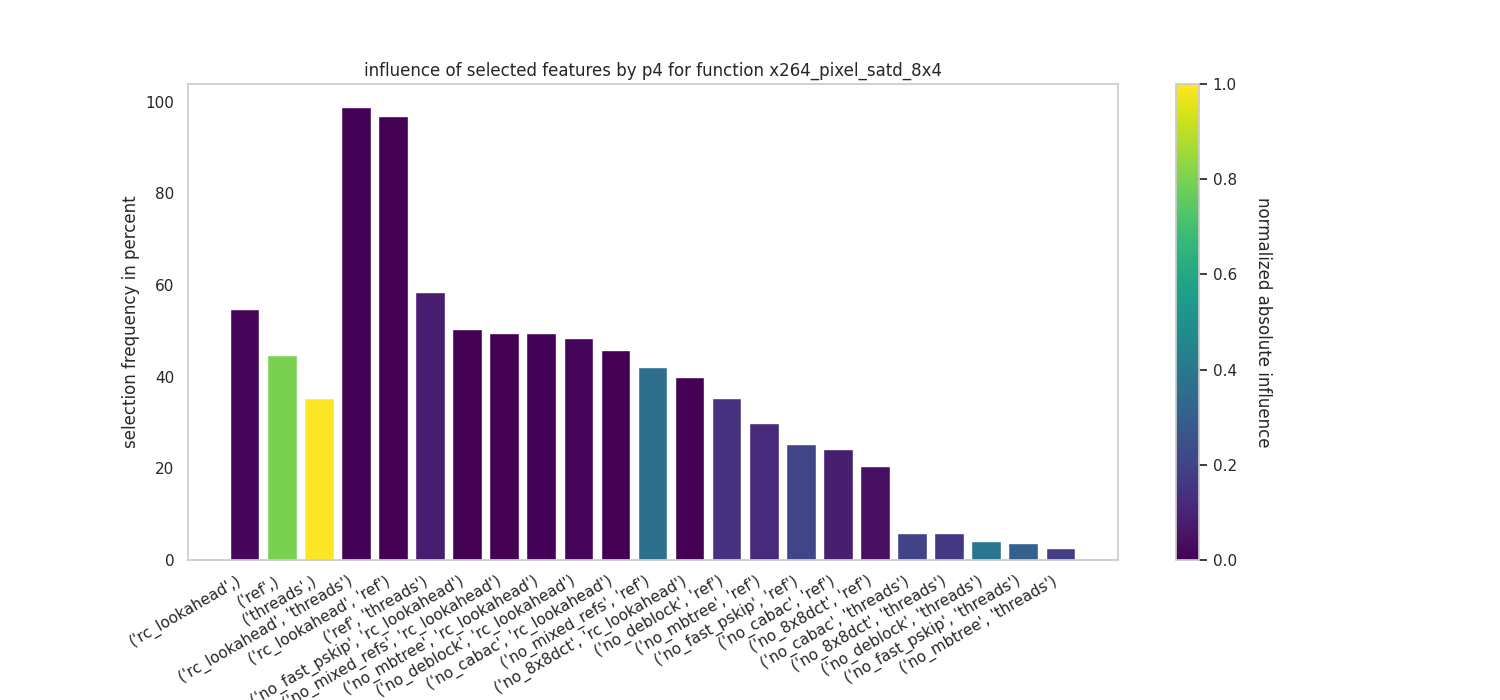 influence of selected features by p4 for function x264_pixel_satd_8x4
selection frequency in percent
100
80
60
40
20
0
('rc_lookahead',)
('ref',)
('threads',)
('rc_lookahead', 'threads')
('rc_lookahead', 'ref')
('ref', 'threads')
('no_fast_pskip', 'rc_lookahead')
('no_mixed_refs', 'rc_lookahead')
('no_mbtree', 'rc_lookahead')
('no_deblock', 'rc_lookahead')
('no_cabac', 'rc_lookahead')
('no_mixed_refs', 'ref')
('no_8x8dct', 'rc_lookahead')
('no_deblock', 'ref')
('no_mbtree', 'ref')
('no_fast_pskip', 'ref')
('no_cabac', 'ref')
('no_8x8dct', 'ref')
('no_cabac', 'threads')
('no_8x8dct', 'threads')
('no_deblock', 'threads')
('no_fast_pskip', 'threads')
('no_mbtree', 'threads')
1.0
0.8
0.6
0.4
0.2
0.0
normalized absolute influence